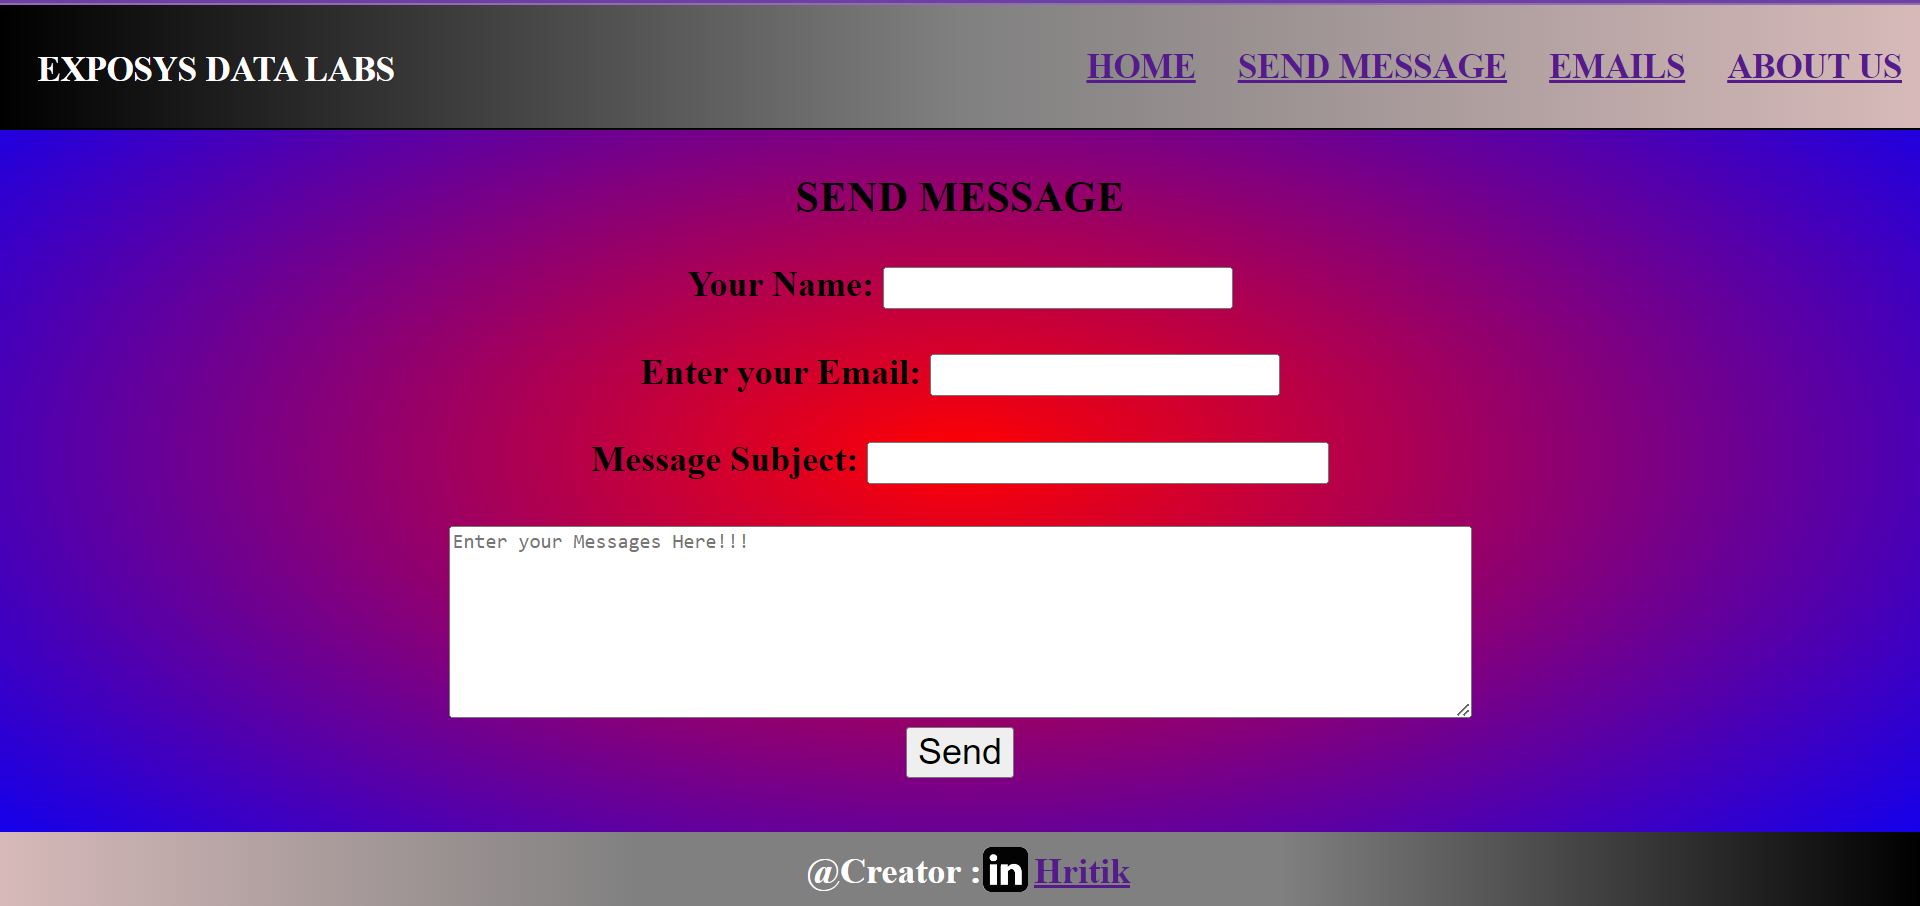 EXPOSYS DATA LABS HOME SEND MESSAGE EMAILS ABOUT US
SEND MESSAGE
Your Name:
Enter your Email:
Message Subject:
Enter your Messages Here!!!
Send
@Creator : in Hritik